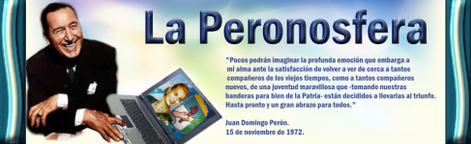 La Peronosfera
"Pocos podrán imaginar la profunda emoción que embarga a
mi alma ante la satisfacción de volver a ver de cerca a tantos
compañeros de los viejos tiempos, como a tantos compañeros
nuevos, de una juventud maravillosa que -tomando nuestras
banderas para bien de la Patria- están decididos a llevarlas al triunfo.
Hasta pronto y un gran abrazo para todos."
Juan Domingo Perón.
15 de noviembre de 1972.